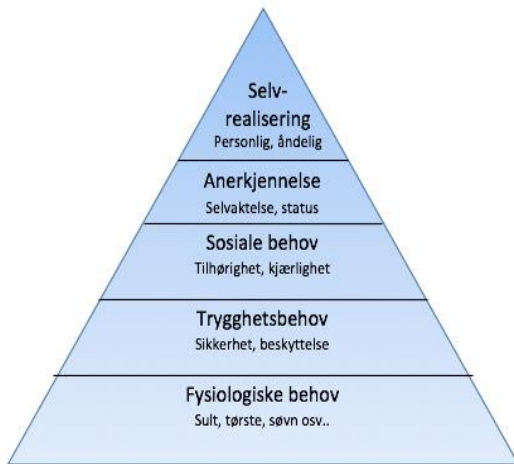 Selv-
realisering
Personlig, åndelig
Anerkjennelse
Selvaktelse, status
Sosiale behov
Tilhørighet, kjærlighet
Trygghetsbehov
Sikkerhet, beskyttelse
Fysiologiske behov
Sult, tørste, søvn osv..